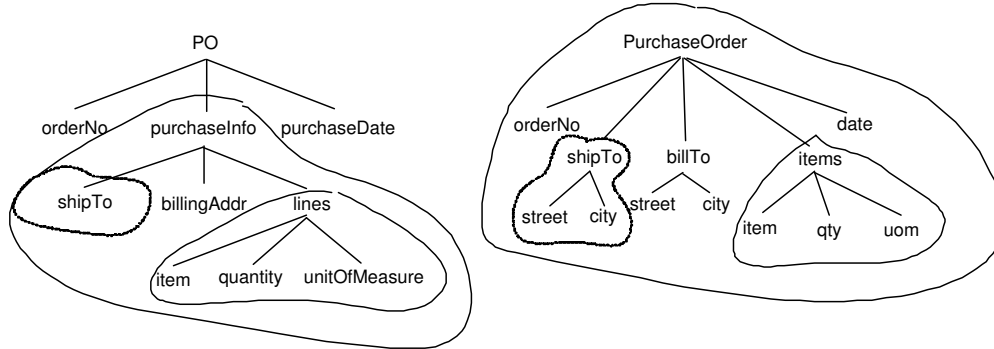 PO
orderNo purchaseInfo purchaseDate
shipTo billingAddr lines
item quantity unitOfMeasure
PurchaseOrder
orderNo date
shipTo billTo items
street city street city item qty uom